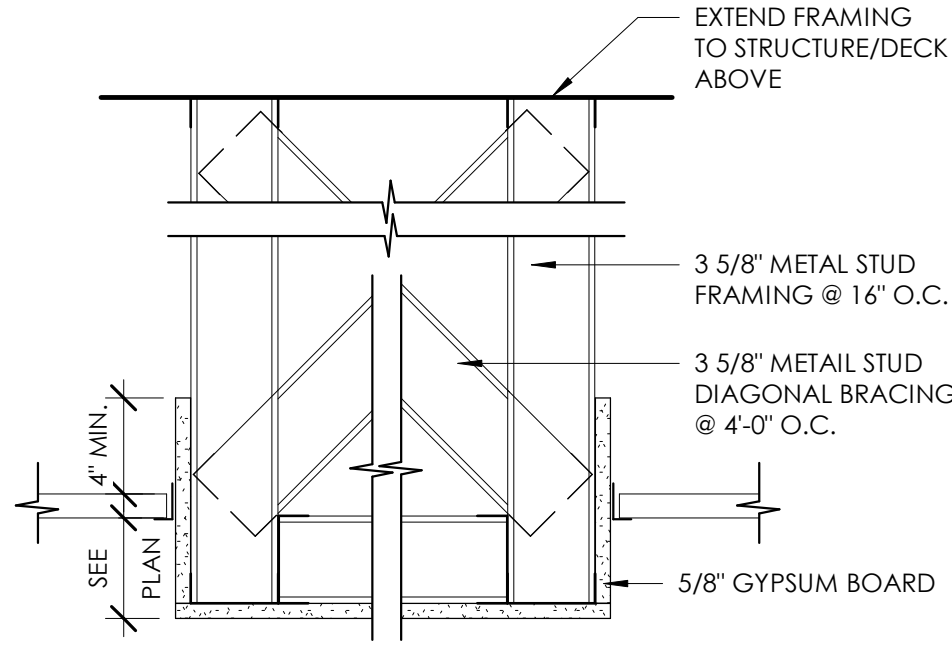 EXTEND FRAMING
TO STRUCTURE/DECK
ABOVE
3 5/8" METAL STUD
FRAMING @ 16" O.C.
3 5/8" METAIL STUD
DIAGONAL BRACING
@ 4'-0" O.C.
4" MIN.
SEE
PLAN
5/8" GYPSUM BOARD